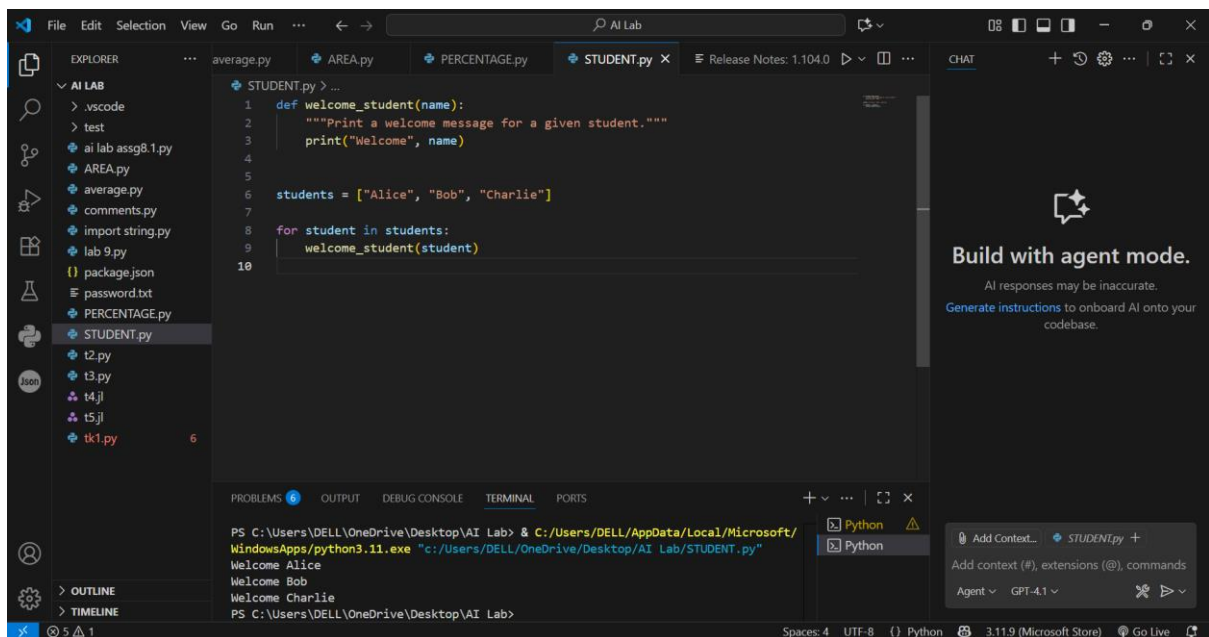 File Edit Selection View Go Run ··· AI Lab
EXPLORER ···
AI LAB
.vscode
test
ai lab assg8.1.py
AREA.py
average.py
comments.py
import string.py
lab 9.py
{} package.json
password.txt
PERCENTAGE.py
STUDENT.py
t2.py
t3.py
t4.jl
t5.jl
tk1.py 6
OUTLINE
TIMELINE
Json
average.py AREA.py PERCENTAGE.py STUDENT.py Release Notes: 1.104.0 ···
STUDENT.py > ...
1 def welcome_student(name):
2     """Print a welcome message for a given student."""
3     print("Welcome", name)
4
5
6 students = ["Alice", "Bob", "Charlie"]
7
8 for student in students:
9     welcome_student(student)
10
PROBLEMS 6 OUTPUT DEBUG CONSOLE TERMINAL PORTS
PS C:\Users\DELL\OneDrive\Desktop\AI Lab> & C:/Users/DELL/AppData/Local/Microsoft/
WindowsApps/python3.11.exe "c:/Users/DELL/OneDrive/Desktop/AI Lab/STUDENT.py"
Welcome Alice
Welcome Bob
Welcome Charlie
PS C:\Users\DELL\OneDrive\Desktop\AI Lab>
Python
Python
CHAT
Build with agent mode.
AI responses may be inaccurate.
Generate instructions to onboard AI onto your
codebase.
Add Context... STUDENT.py +
Add context (#), extensions (@), commands
Agent GPT-4.1
5 1 Spaces: 4 UTF-8 {} Python 3.11.9 (Microsoft Store) Go Live